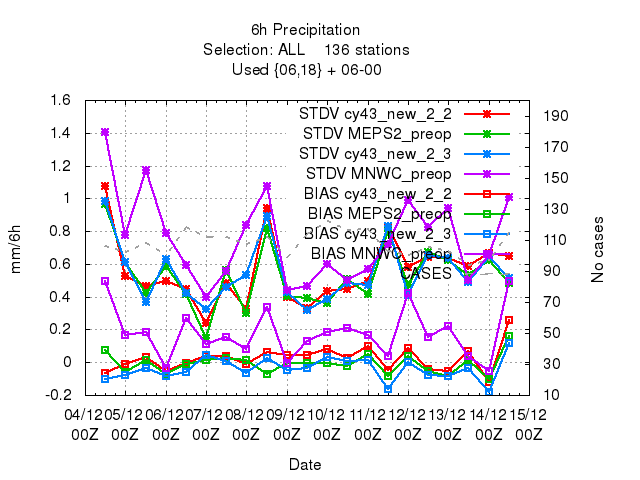 6h Precipitation
Selection: ALL    136 stations
Used {06,18} + 06-00
1.6
1.4
1.2
1
0.8
0.6
0.4
0.2
0
-0.2
mm/6h
190
170
150
130
110
90
70
50
30
10
No cases
STDV cy43_new_2_2
STDV MEPS2_preop
STDV cy43_new_2_3
STDV MNWC_preop
BIAS cy43_new_2_2
BIAS MEPS2_preop
BIAS cy43_new_2_3
BIAS MNWC_preop
CASES
04/12 05/12 06/12 07/12 08/12 09/12 10/12 11/12 12/12 13/12 14/12 15/12
00Z 00Z 00Z 00Z 00Z 00Z 00Z 00Z 00Z 00Z 00Z 00Z
Date